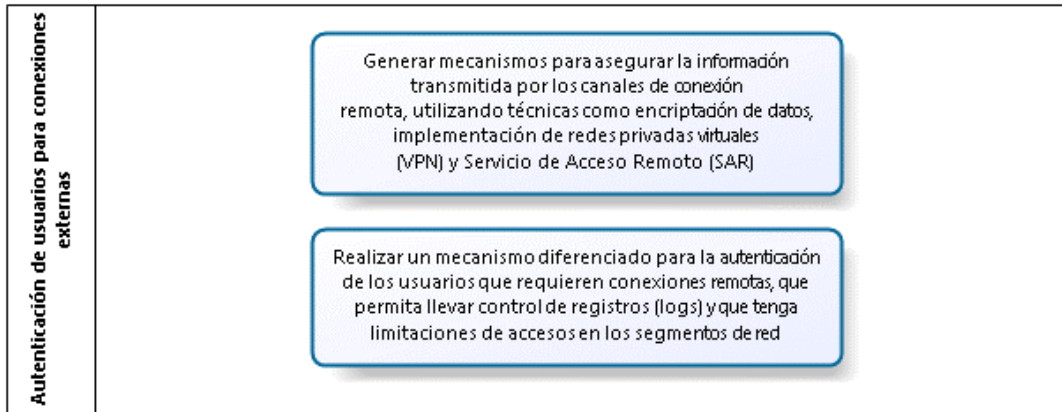 Autenticación de usuarios para conexiones
externas
Generar mecanismos para asegurar la información
transmitida por los canales de conexión
remota, utilizando técnicas como encriptación de datos,
implementación de redes privadas virtuales
(VPN) y Servicio de Acceso Remoto (SAR)
Realizar un mecanismo diferenciado para la autenticación
de los usuarios que requieren conexiones remotas, que
permita llevar control de registros (logs) y que tenga
limitaciones de accesos en los segmentos de red